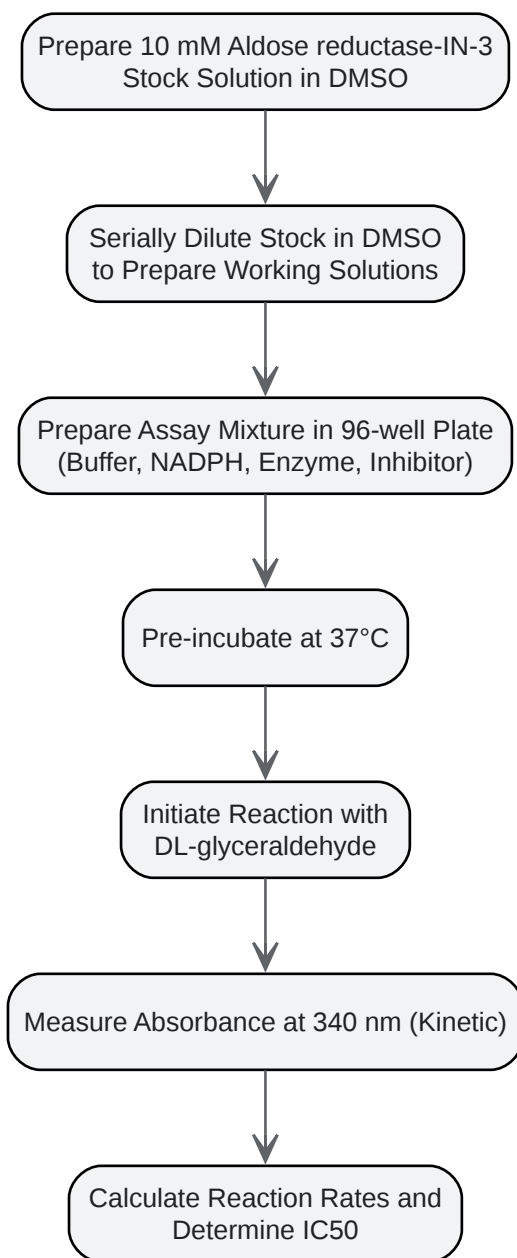 Prepare 10 mM Aldose reductase-IN-3
Stock Solution in DMSO
Serially Dilute Stock in DMSO
to Prepare Working Solutions
Prepare Assay Mixture in 96-well Plate
(Buffer, NADPH, Enzyme, Inhibitor)
Pre-incubate at 37°C
Initiate Reaction with
DL-glyceraldehyde
Measure Absorbance at 340 nm (Kinetic)
Calculate Reaction Rates and
Determine IC50